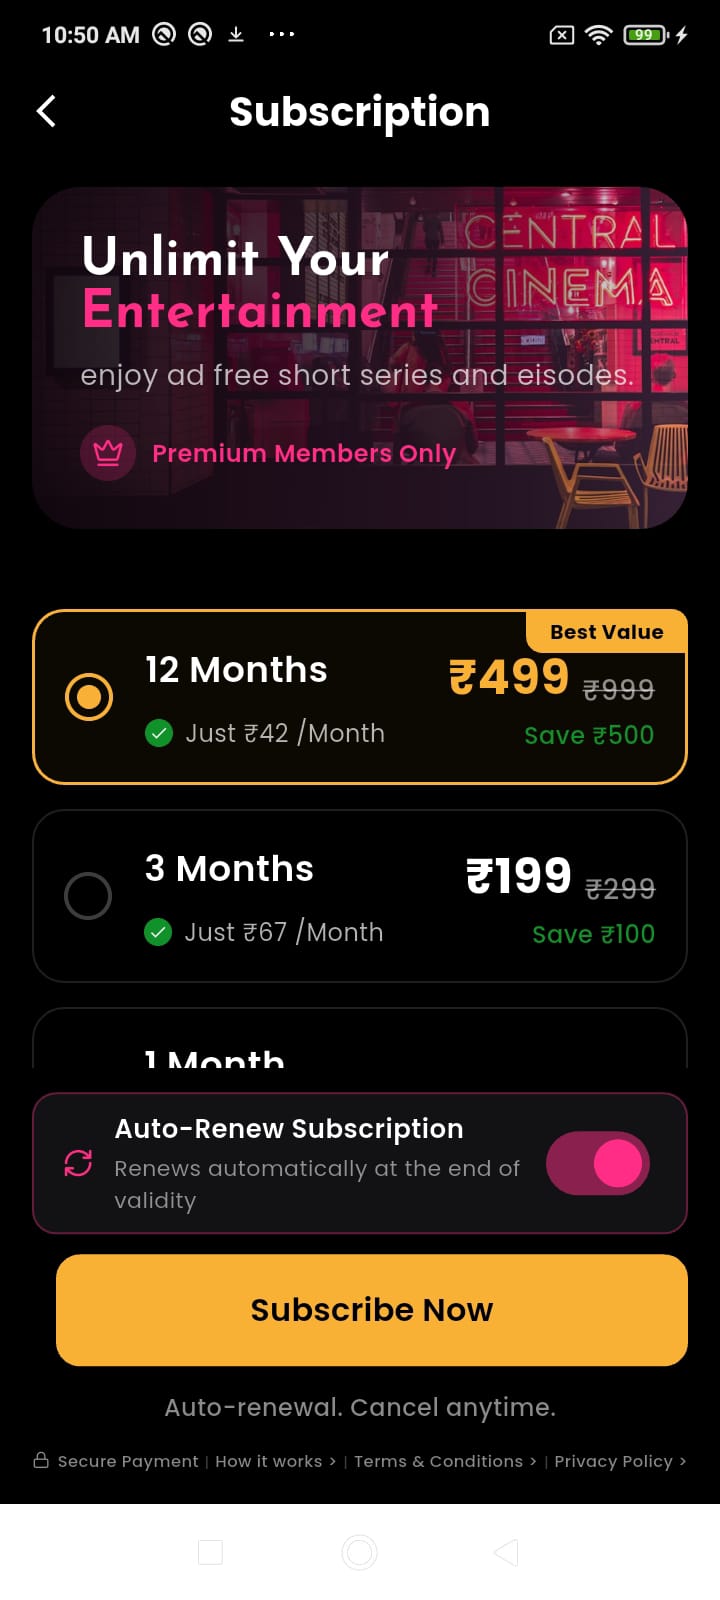 10:50 AM
99
Subscription
CENTRAL
CINEMA
Unlimit Your
Entertainment
enjoy ad free short series and eisodes.
Premium Members Only
Best Value
12 Months
₹499 ₹999
Just ₹42 /Month
Save ₹500
3 Months
₹199 ₹299
Just ₹67 /Month
Save ₹100
1 Month
Auto-Renew Subscription
Renews automatically at the end of
validity
Subscribe Now
Auto-renewal. Cancel anytime.
Secure Payment | How it works > | Terms & Conditions > | Privacy Policy >